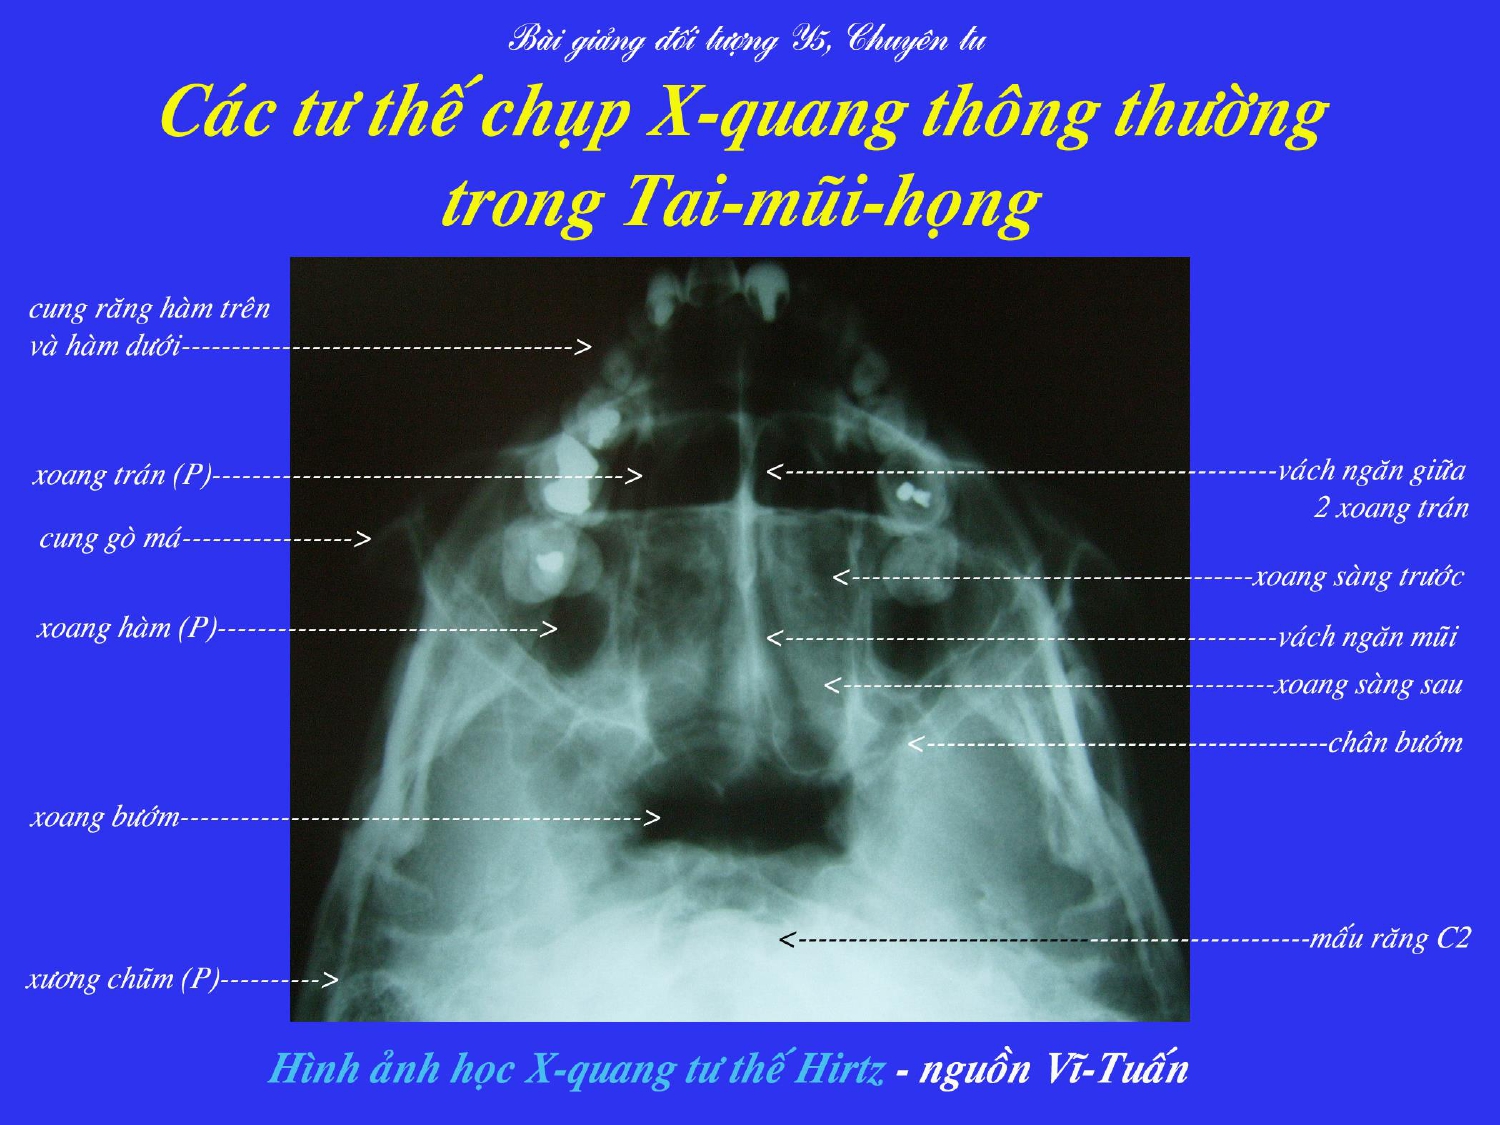 Bài giảng đối tượng Y5, Chuyên tu
Các tư thế chụp X-quang thông thường
trong Tai-mũi-họng
cung răng hàm trên
và hàm dưới--------------------------------------->
xoang trán (P)----------------------------------------->
<-------------------------------------------------vách ngăn giữa
2 xoang trán
cung gò má----------------->
<----------------------------------------xoang sàng trước
xoang hàm (P)-------------------------------->
<-------------------------------------------------vách ngăn mũi
<-------------------------------------------xoang sàng sau
<----------------------------------------chân bướm
xoang bướm---------------------------------------------->
<---------------------------------------------------mấu răng C2
xương chũm (P)---------->
Hình ảnh học X-quang tư thế Hirtz - nguồn Vĩ-Tuấn